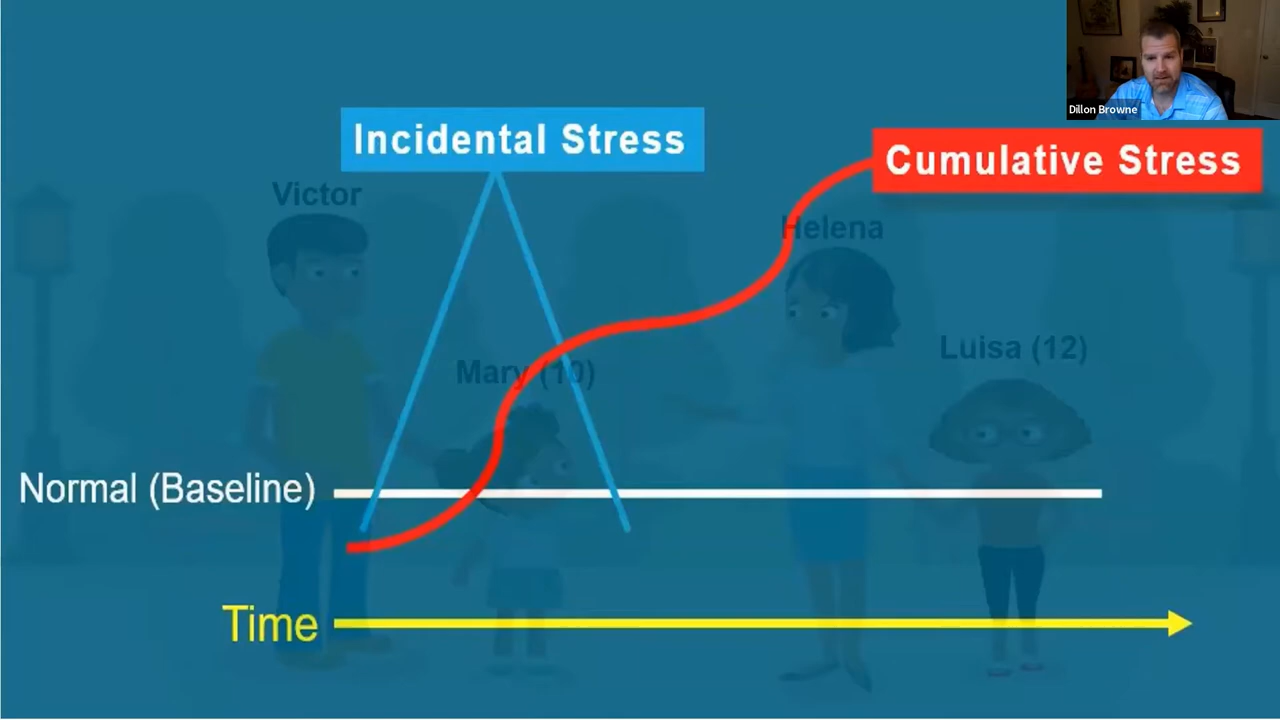 Dillon Browne
Incidental Stress
Cumulative Stress
Victor
Helena
Luisa (12)
Mary (10)
Normal (Baseline)
Time